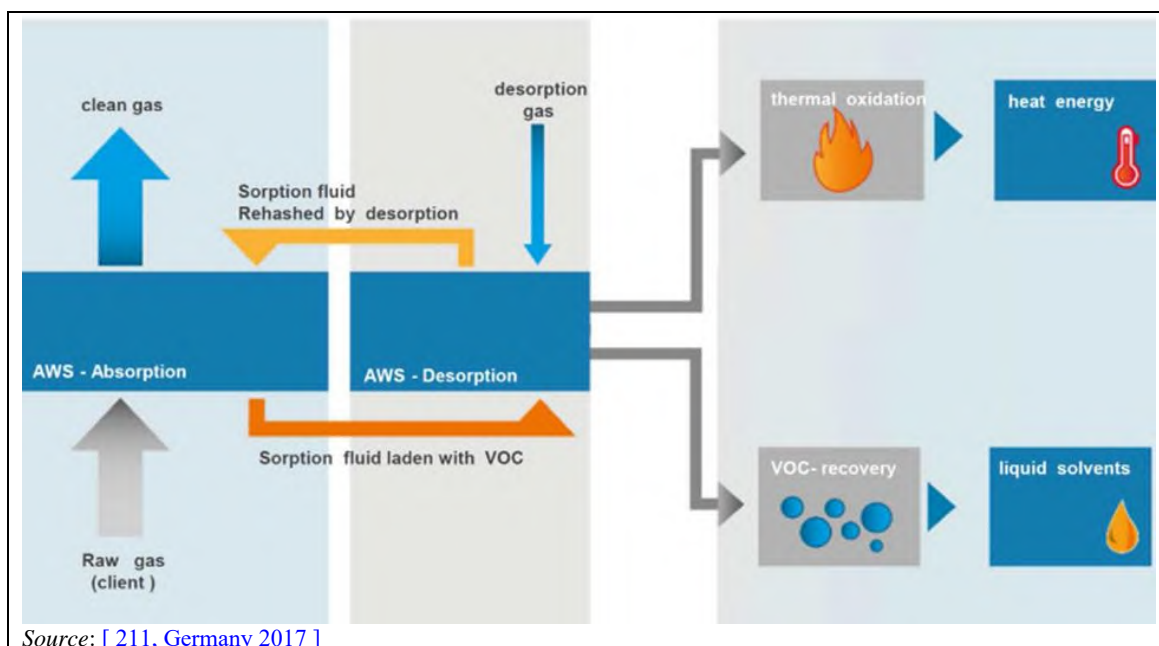 clean gas
desorption
gas
thermal oxidation
heat energy
Sorption fluid
Rehashed by desorption
AWS - Absorption
AWS - Desorption
Sorption fluid laden with VOC
VOC- recovery
liquid solvents
Raw gas
(client )
Source: [ 211, Germany 2017 ]